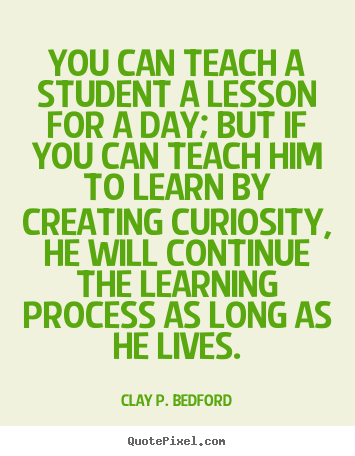 YOU CAN TEACH A
STUDENT A LESSON
FOR A DAY; BUT IF
YOU CAN TEACH HIM
TO LEARN BY
CREATING CURIOSITY,
HE WILL CONTINUE
THE LEARNING
PROCESS AS LONG AS
HE LIVES.
CLAY P. BEDFORD
QuotePixel.com